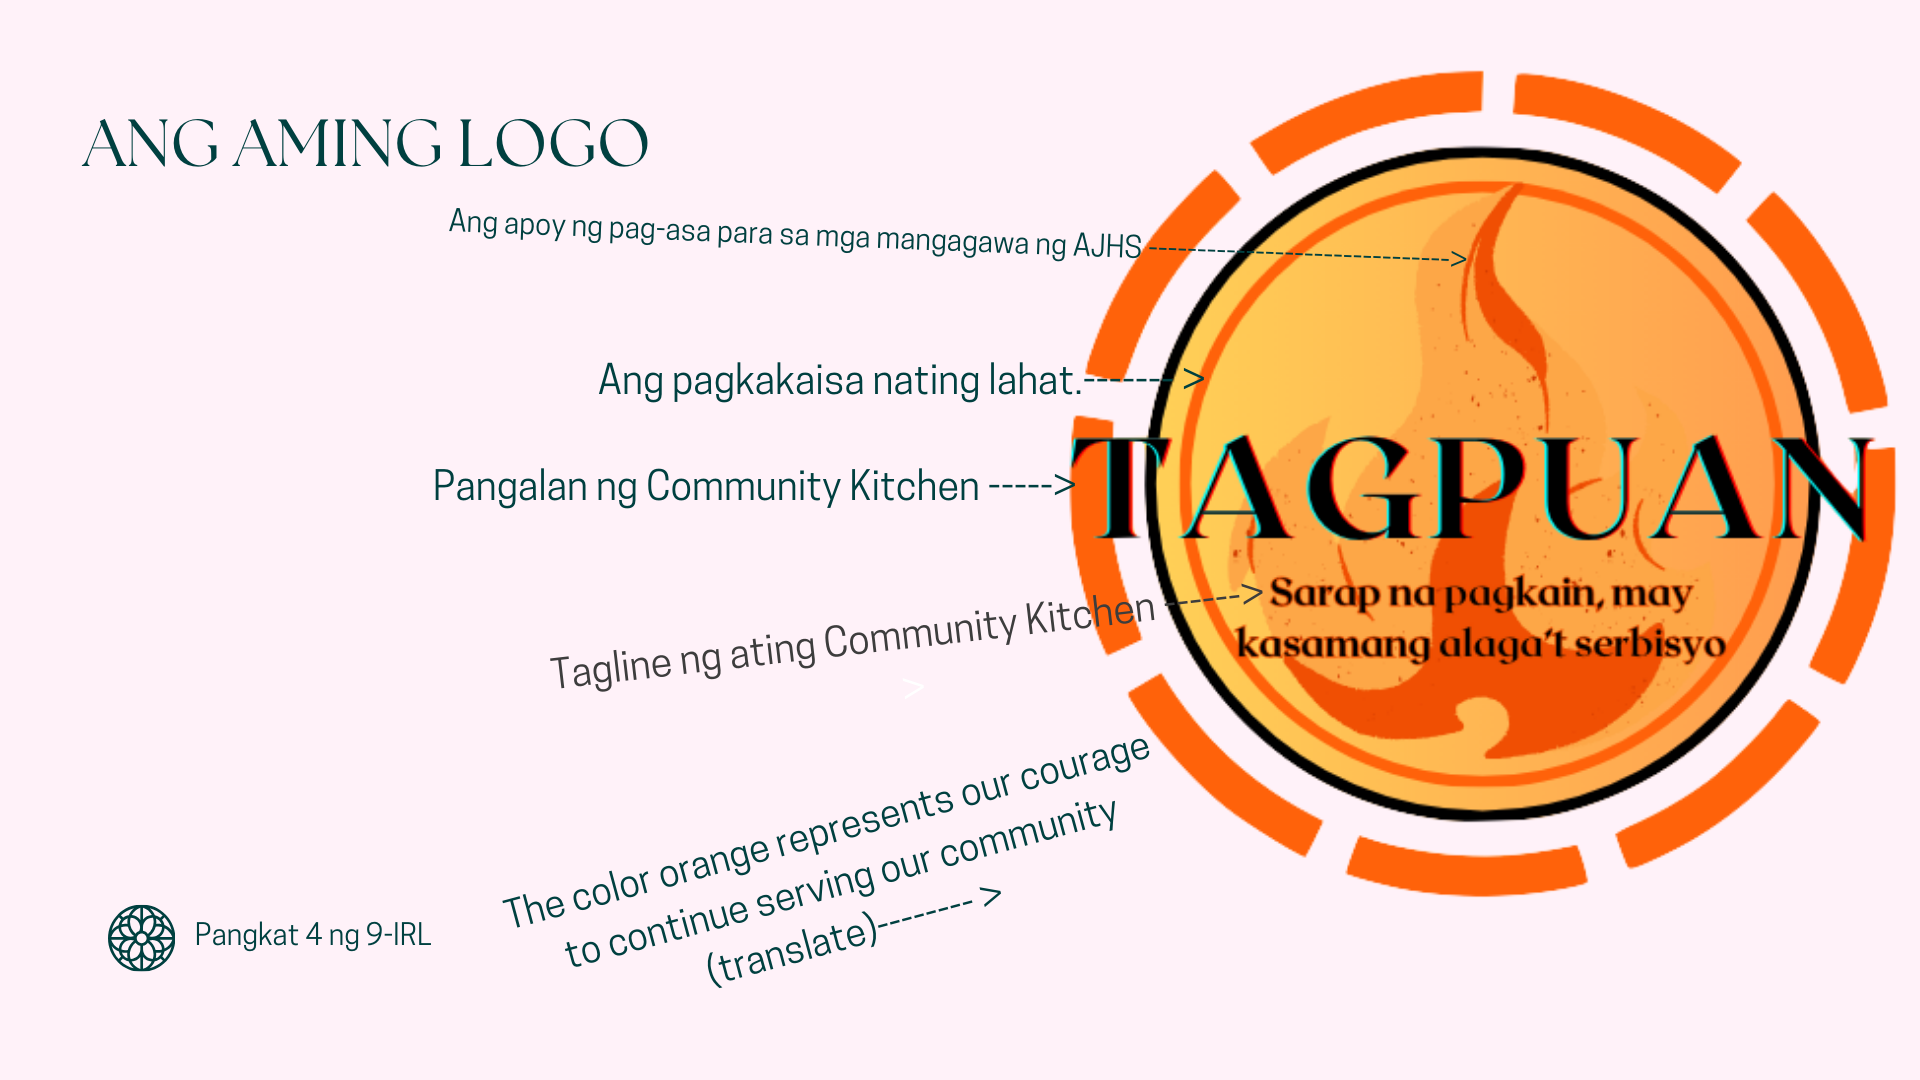 ANG AMING LOGO
Ang apoy ng pag-asa para sa mga mangagawa ng AJHS ------------------------->
Ang pagkakaisa nating lahat.------- >
Pangalan ng Community Kitchen ----->
TAGPUAN
Tagline ng ating Community Kitchen ------>
Sarap na pagkain, may
kasamang alaga't serbisyo
>
The color orange represents our courage
to continue serving our community
(translate)-------- >
Pangkat 4 ng 9-IRL